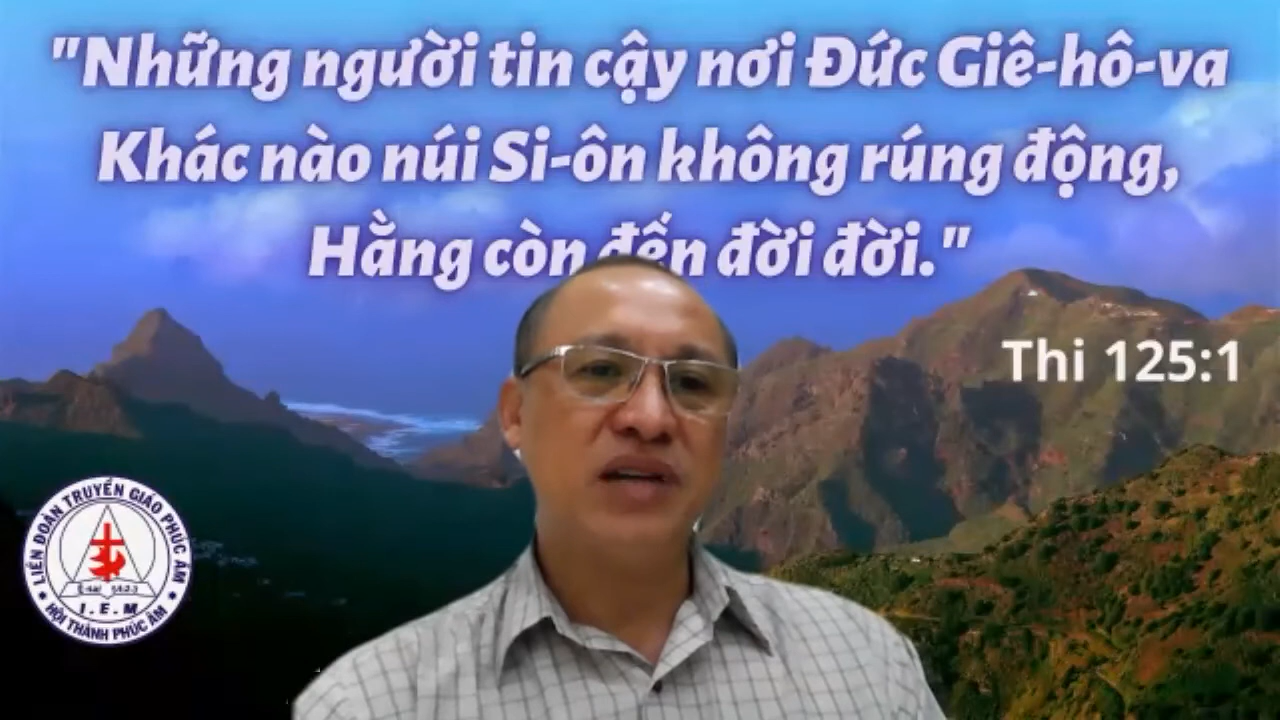 "Những người tin cậy nơi Đức Giê-hô-va
Khác nào núi Si-ôn không rúng động,
Hằng còn đến đời đời."
Thi 125:1
LIÊN ĐOÀN TRUYỀN GIÁO PHÚC ÂM
I.E.M
HỘI THÁNH PHÚC ÂM